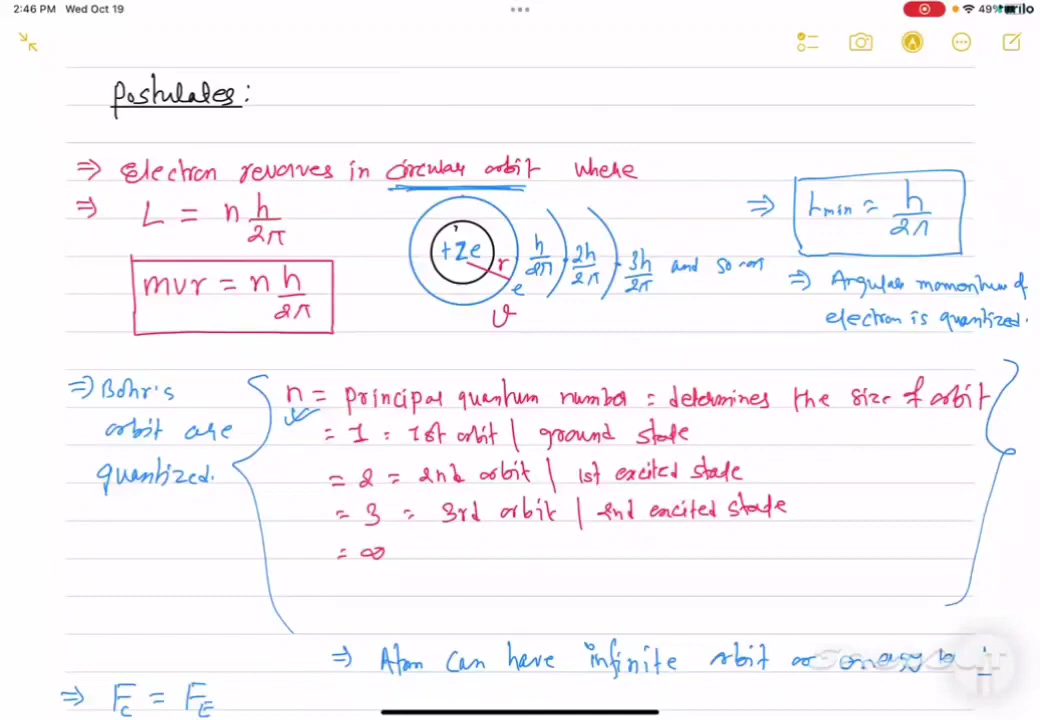 2:46 PM Wed Oct 19
49%
Postulates:
⇒ Electron revolves in circular orbit where
⇒ L = n h/2π
mvr = n h/2π
+Ze r e v
h/2π 2h/2π 3h/2π and so on
⇒ Lmin = h/2π
⇒ Angular momentum of
electron is quantized.
⇒ Bohr's
orbit are
quantized.
n = principal quantum number = determines the size of orbit
= 1 = 1st orbit | ground state
= 2 = 2nd orbit | 1st excited state
= 3 = 3rd orbit | 2nd excited state
= ∞
⇒ Atom can have infinite orbit or
⇒ Fc = FE